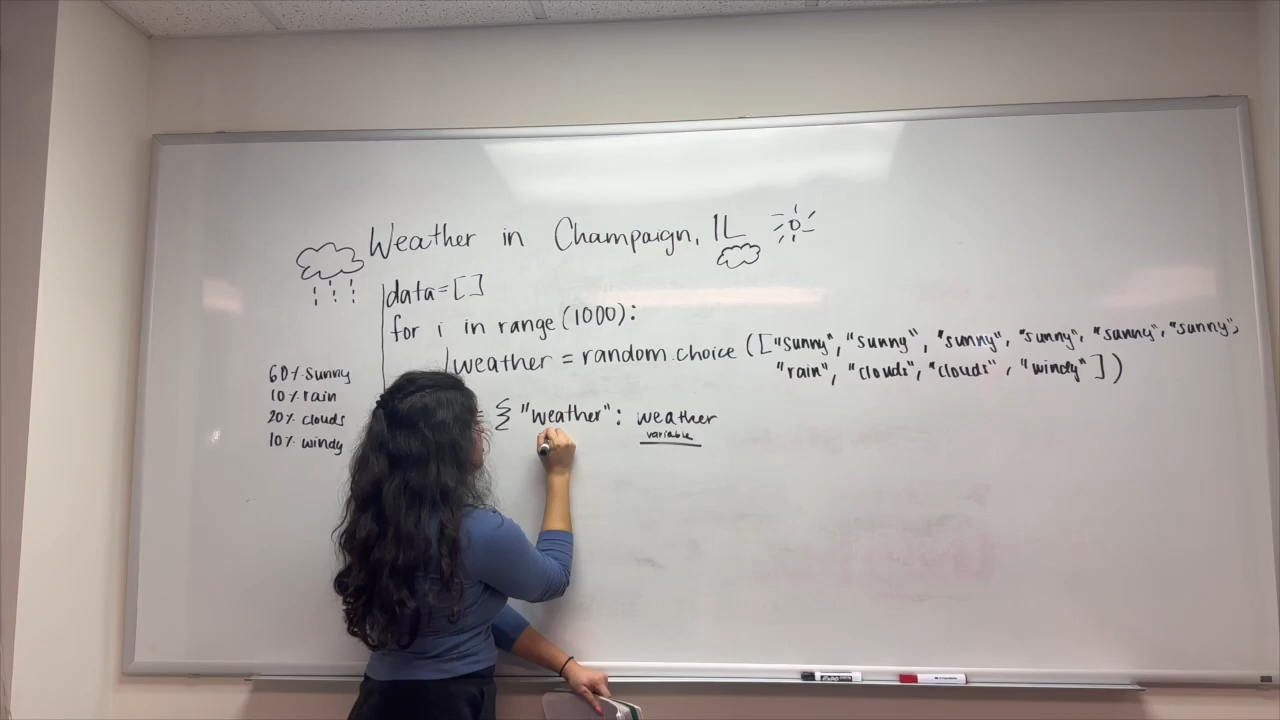 Weather in Champaign, IL
data=[]
for i in range (1000):
weather = random.choice (["sunny", "sunny", "sunny", "sunny", "sunny", "sunny",
"rain", "clouds", "clouds", "windy"])
60% sunny
10% rain
20% clouds
10% windy
= { "weather": weather
variable